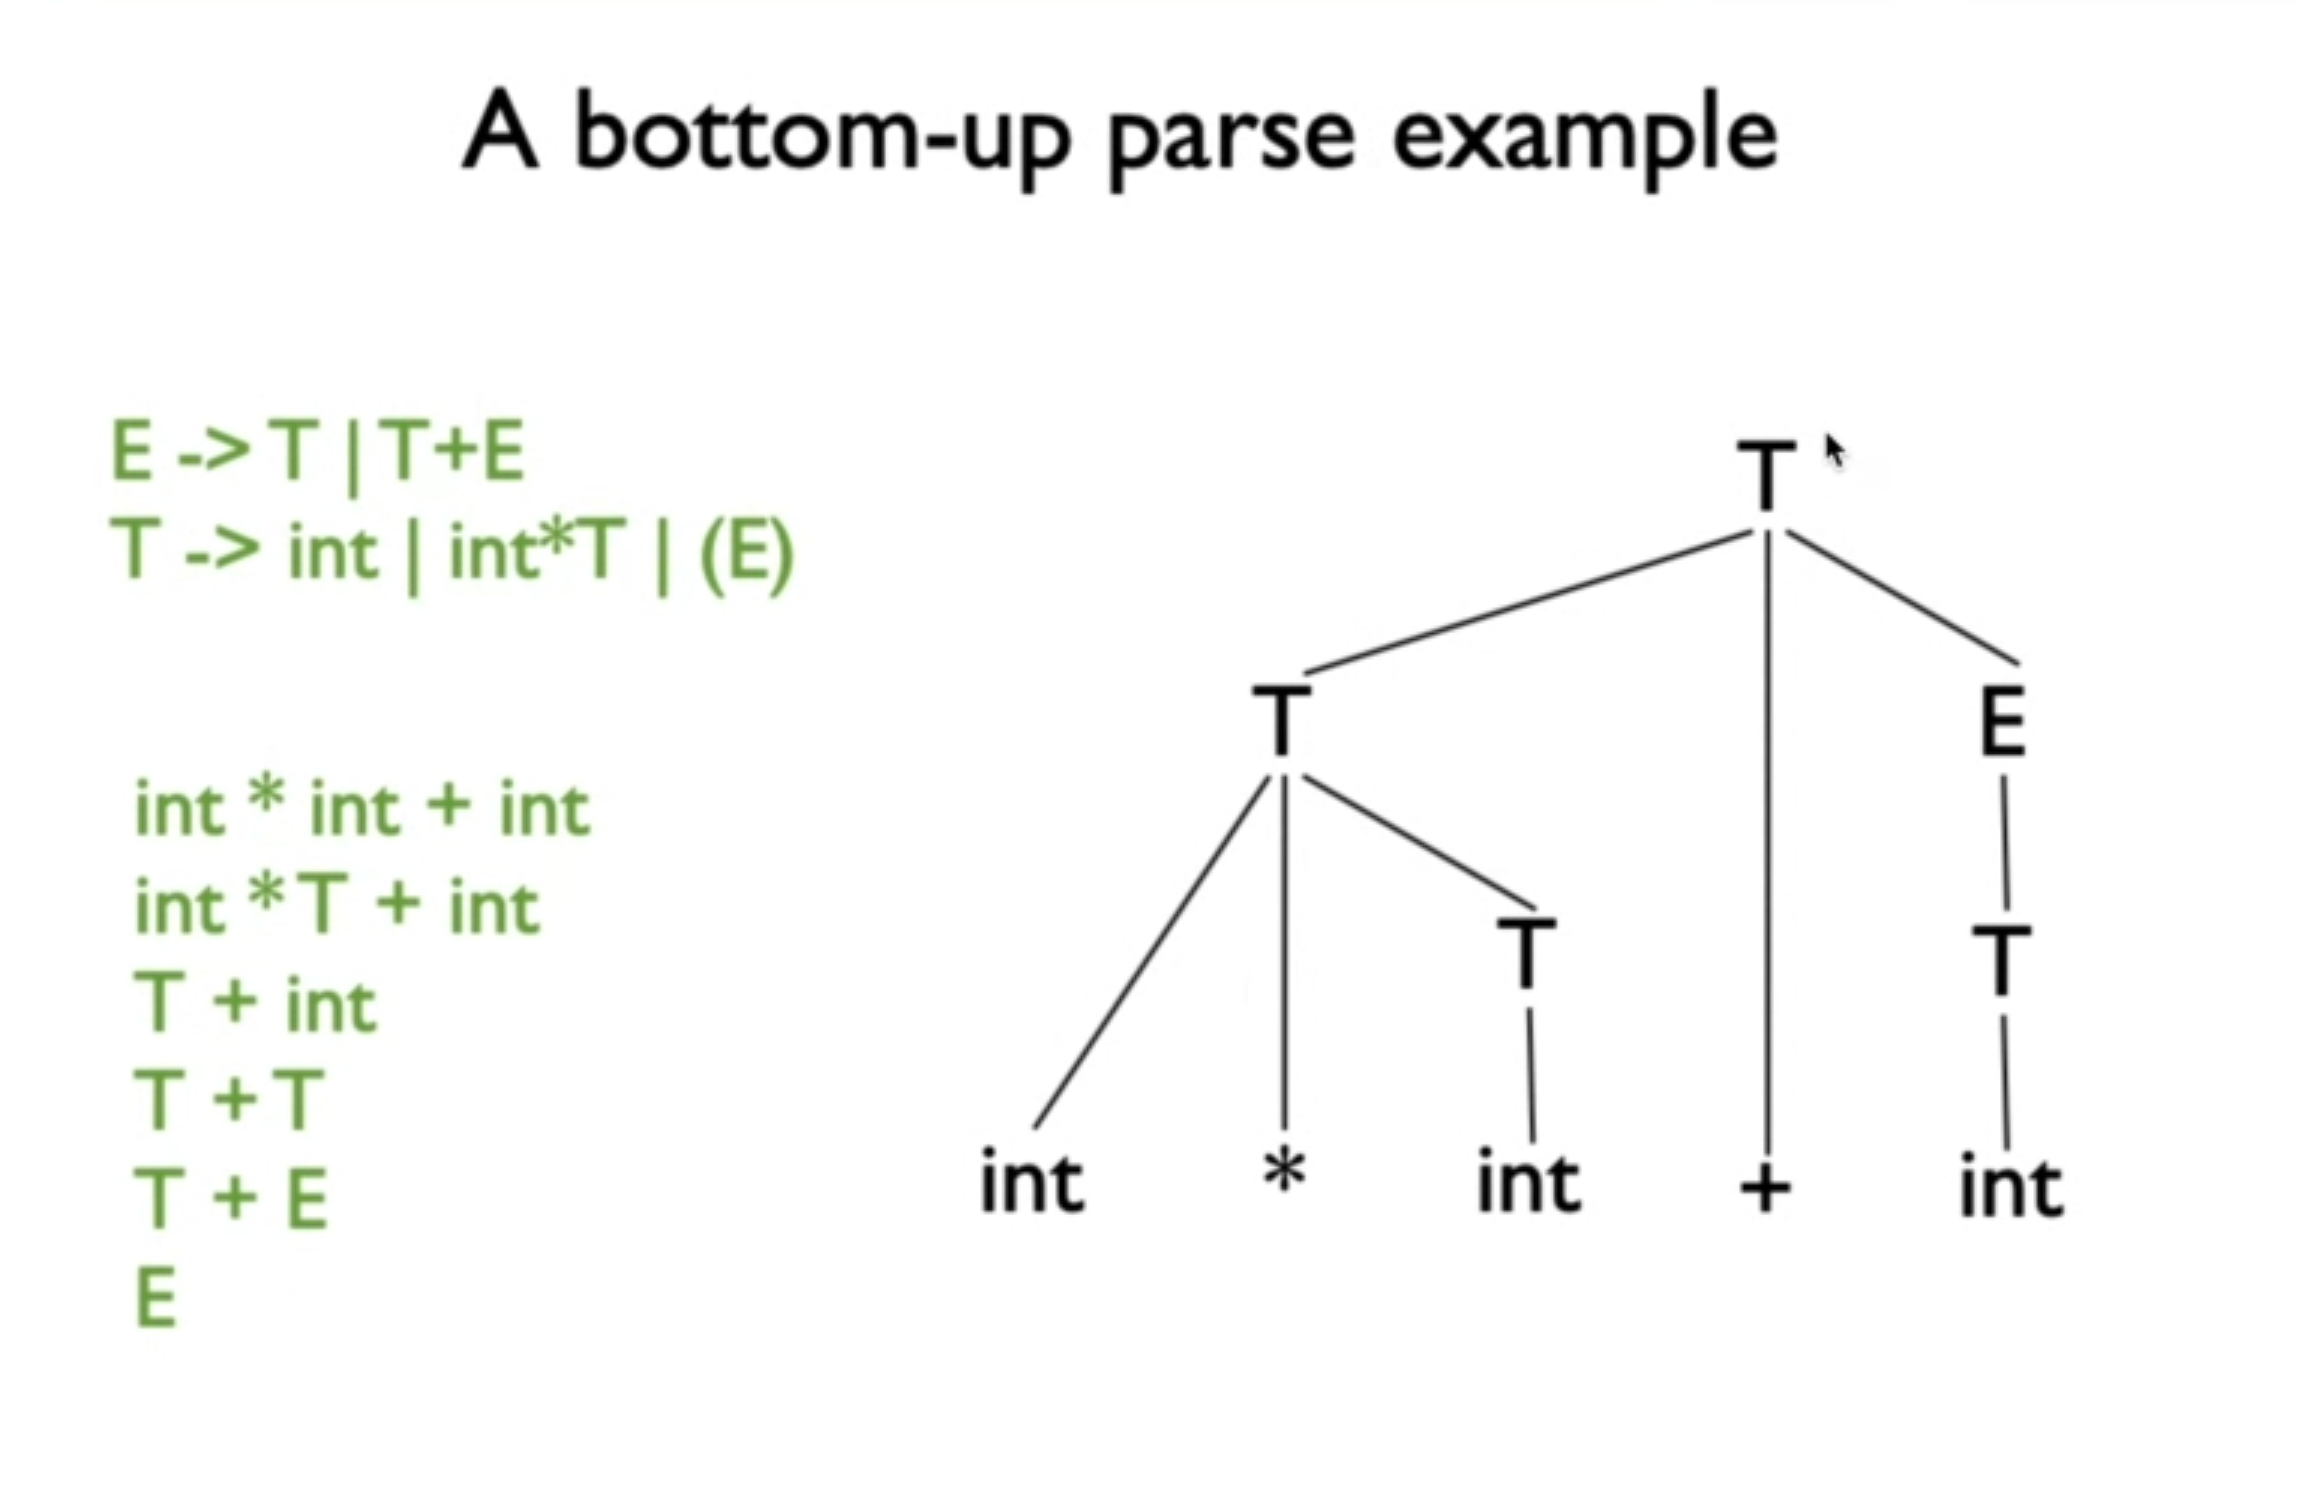 A bottom-up parse example
E -> T | T+E
T -> int | int*T | (E)
int * int + int
int * T + int
T + int
T + T
T + E
E
T
T E
T T
int * int + int